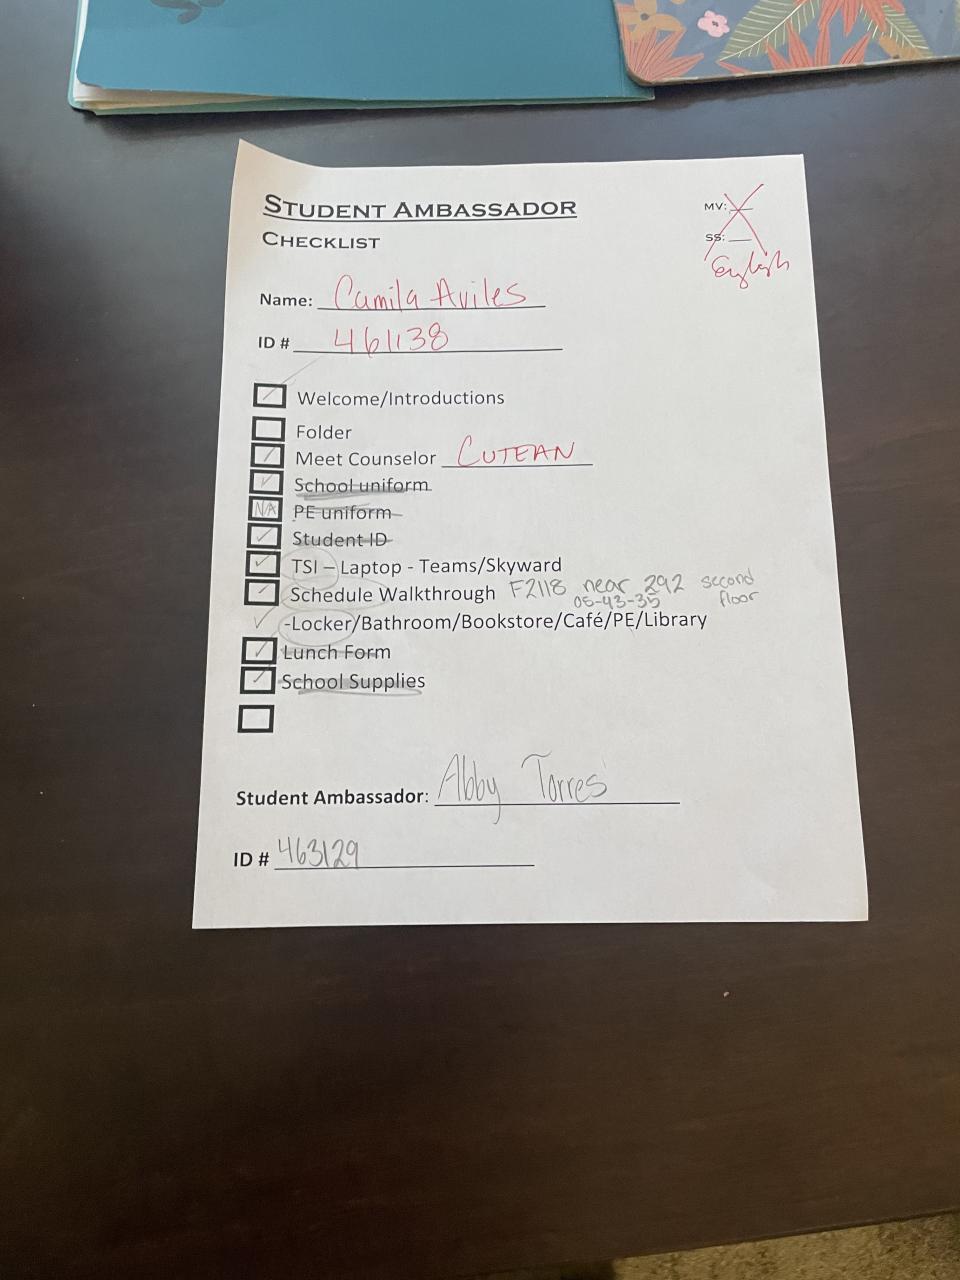 STUDENT AMBASSADOR
CHECKLIST
MV: __
SS: __
English
Name: Camila Aviles
ID # 461138
Welcome/Introductions
Folder
Meet Counselor CUTEAN
School uniform
NA PE uniform
Student ID
TSI – Laptop - Teams/Skyward
Schedule Walkthrough F2118 near 292 second floor
05-43-35
-Locker/Bathroom/Bookstore/Café/PE/Library
Lunch Form
School Supplies
Student Ambassador: Abby Torres
ID # 463129